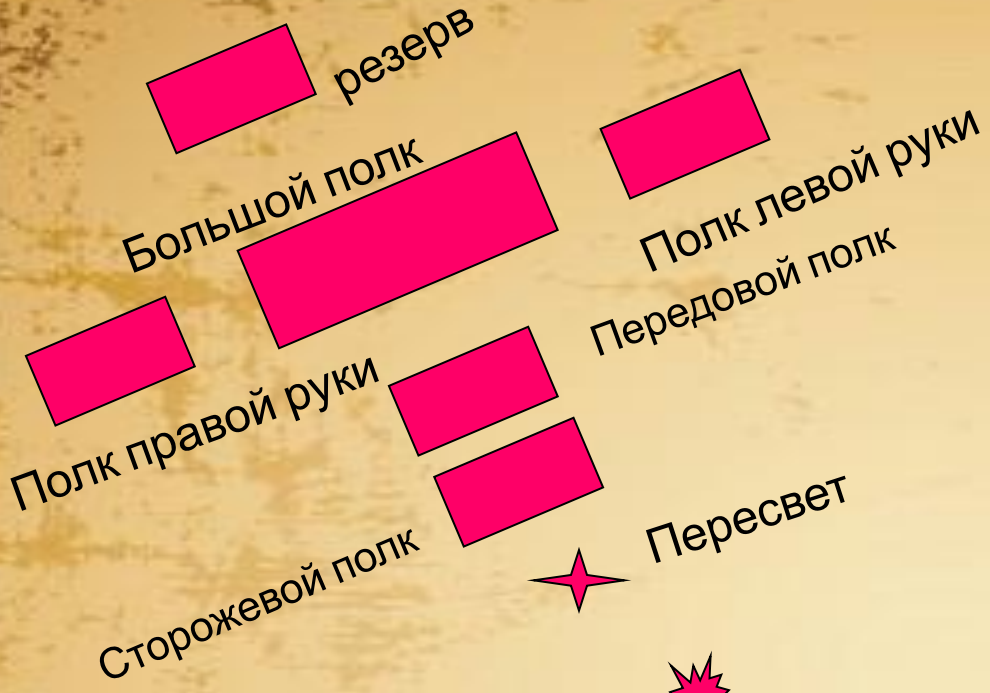 резерв
Большой полк
Полк левой руки
Передовой полк
Полк правой руки
Пересвет
Сторожевой полк